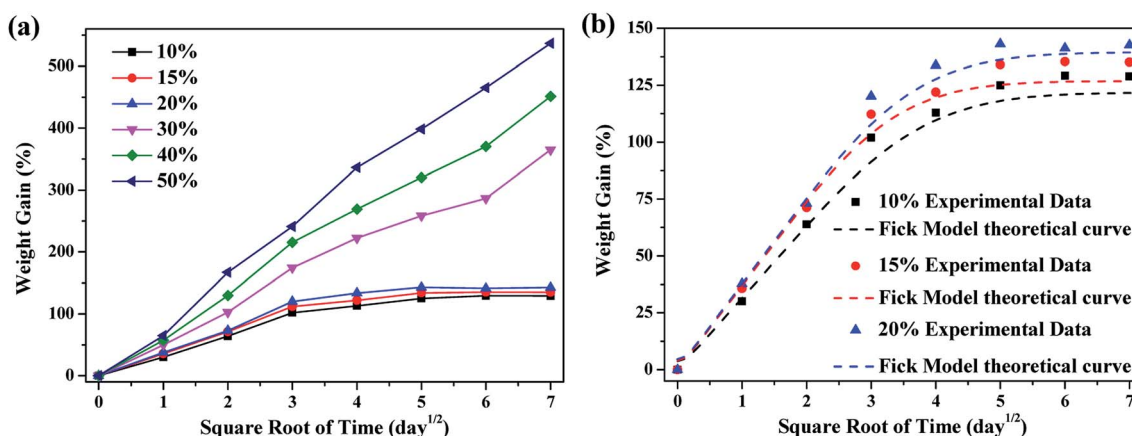 (a)
10%
15%
20%
30%
40%
50%
500
400
300
200
100
0
Weight Gain (%)
0 1 2 3 4 5 6 7
Square Root of Time (day1/2)
(b)
150
125
100
75
50
25
0
Weight Gain (%)
10% Experimental Data
Fick Model theoretical curve
15% Experimental Data
Fick Model theoretical curve
20% Experimental Data
Fick Model theoretical curve
0 1 2 3 4 5 6 7
Square Root of Time (day1/2)